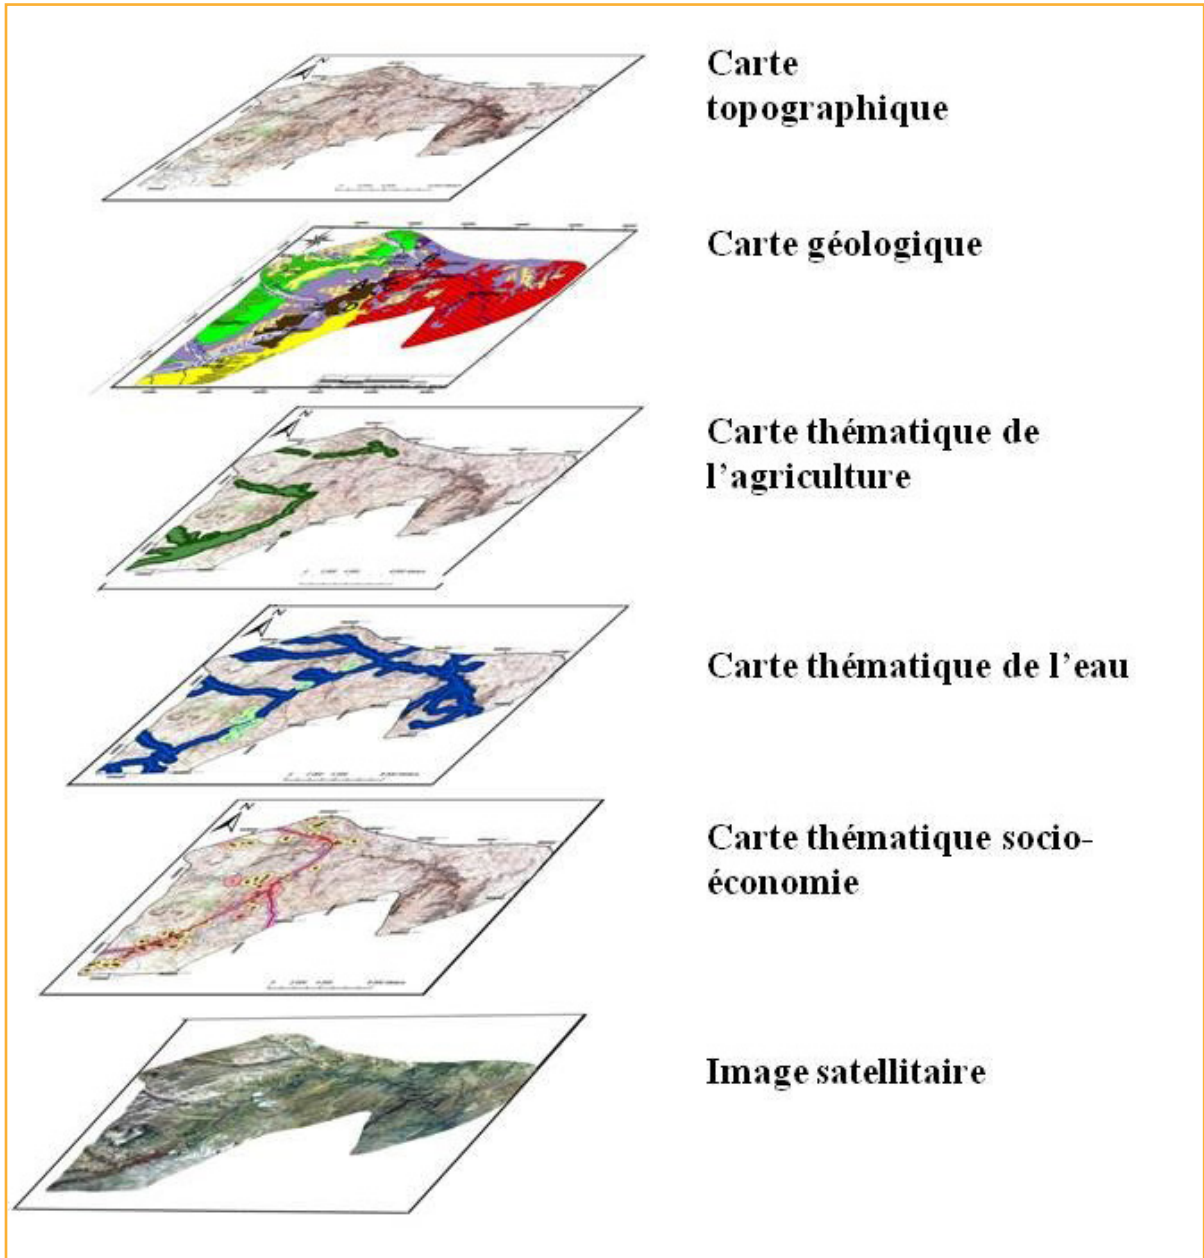 Carte
topographique
Carte géologique
Carte thématique de
l’agriculture
Carte thématique de l’eau
Carte thématique socio-
économie
Image satellitaire